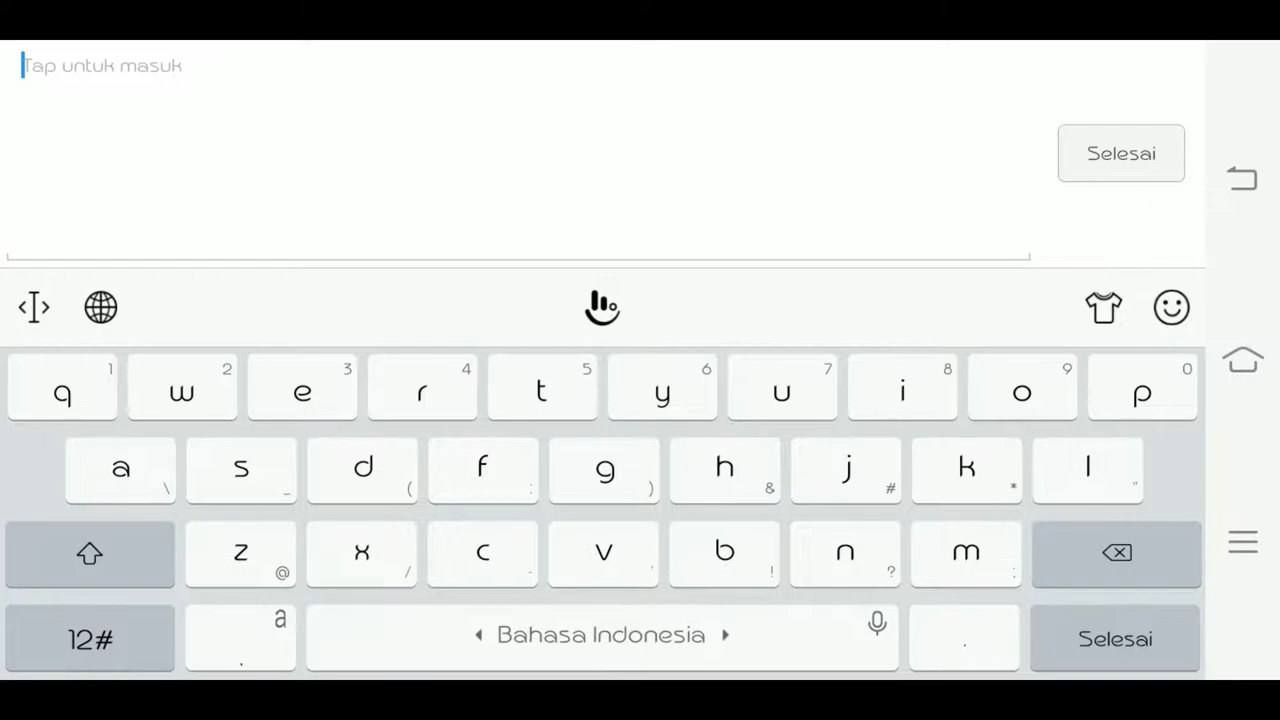 Tap untuk masuk
Selesai
1 2 3 4 5 6 7 8 9 0
q w e r t y u i o p
a s d f g h j k l
\ _ ( : ) & # * "
z x c v b n m
@ / - ' ! ? :
12# , a Bahasa Indonesia . Selesai